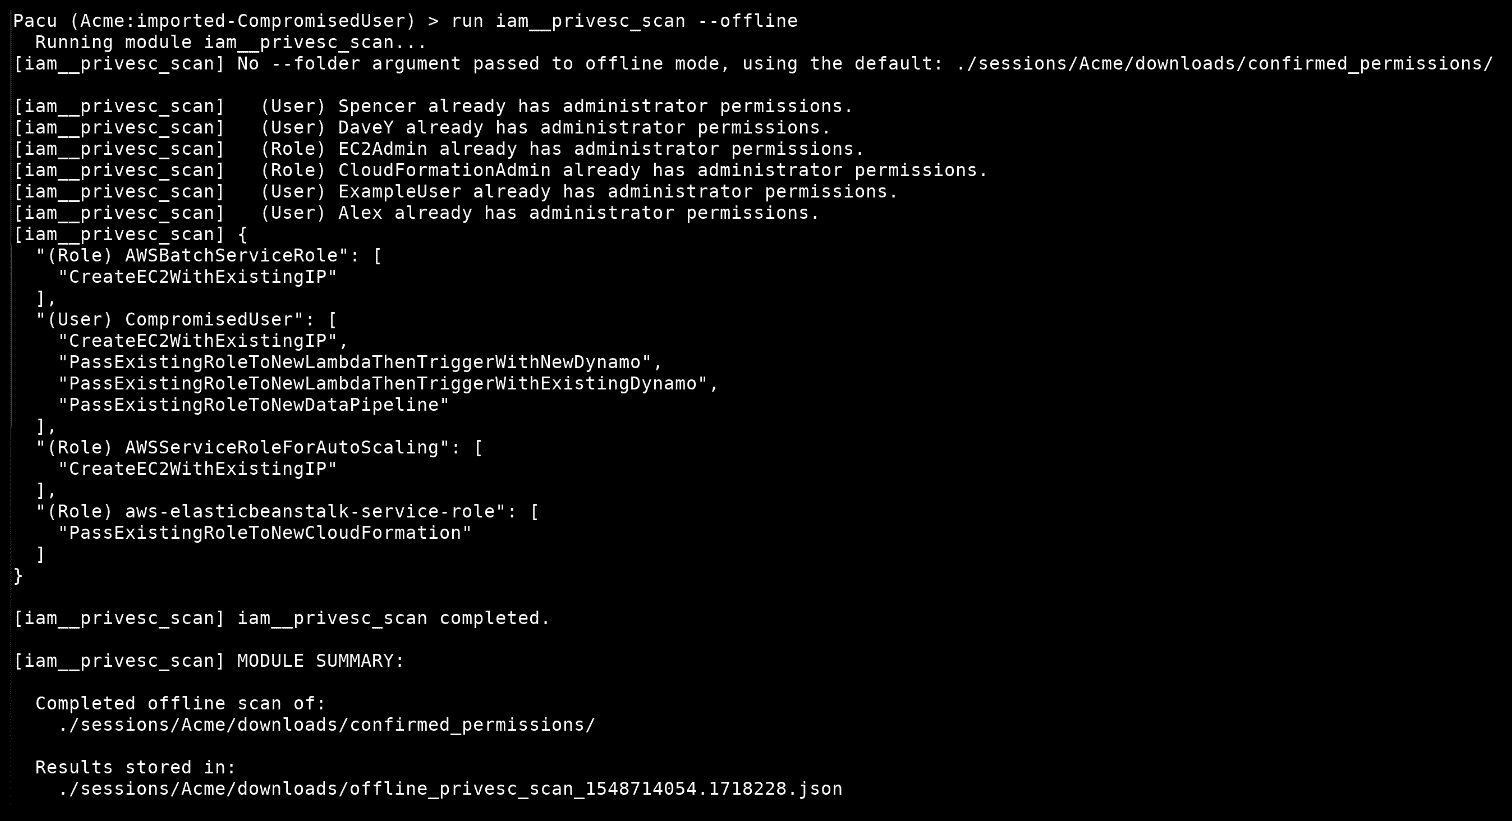 Pacu (Acme:imported-CompromisedUser) > run iam__privesc_scan --offline
  Running module iam__privesc_scan...
[iam__privesc_scan] No --folder argument passed to offline mode, using the default: ./sessions/Acme/downloads/confirmed_permissions/

[iam__privesc_scan]   (User) Spencer already has administrator permissions.
[iam__privesc_scan]   (User) DaveY already has administrator permissions.
[iam__privesc_scan]   (Role) EC2Admin already has administrator permissions.
[iam__privesc_scan]   (Role) CloudFormationAdmin already has administrator permissions.
[iam__privesc_scan]   (User) ExampleUser already has administrator permissions.
[iam__privesc_scan]   (User) Alex already has administrator permissions.
[iam__privesc_scan] {
  "(Role) AWSBatchServiceRole": [
    "CreateEC2WithExistingIP"
  ],
  "(User) CompromisedUser": [
    "CreateEC2WithExistingIP",
    "PassExistingRoleToNewLambdaThenTriggerWithNewDynamo",
    "PassExistingRoleToNewLambdaThenTriggerWithExistingDynamo",
    "PassExistingRoleToNewDataPipeline"
  ],
  "(Role) AWSServiceRoleForAutoScaling": [
    "CreateEC2WithExistingIP"
  ],
  "(Role) aws-elasticbeanstalk-service-role": [
    "PassExistingRoleToNewCloudFormation"
  ]
}

[iam__privesc_scan] iam__privesc_scan completed.

[iam__privesc_scan] MODULE SUMMARY:

  Completed offline scan of:
    ./sessions/Acme/downloads/confirmed_permissions/

  Results stored in:
    ./sessions/Acme/downloads/offline_privesc_scan_1548714054.1718228.json